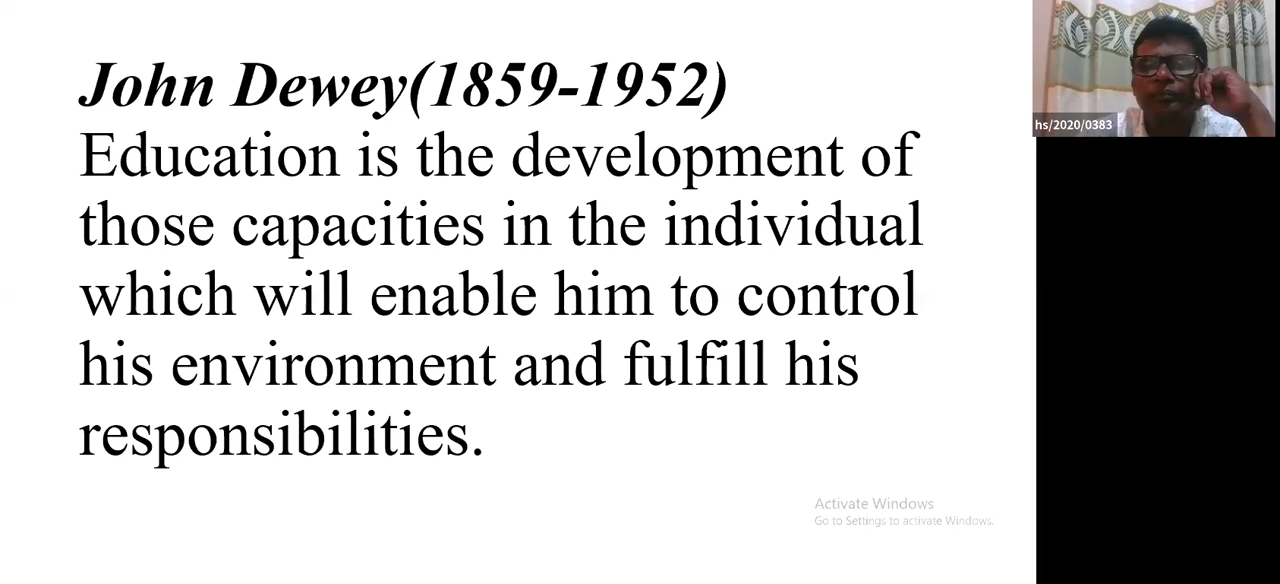 John Dewey(1859-1952)
Education is the development of
those capacities in the individual
which will enable him to control
his environment and fulfill his
responsibilities.
hs/2020/0383
Activate Windows
Go to Settings to activate Windows.